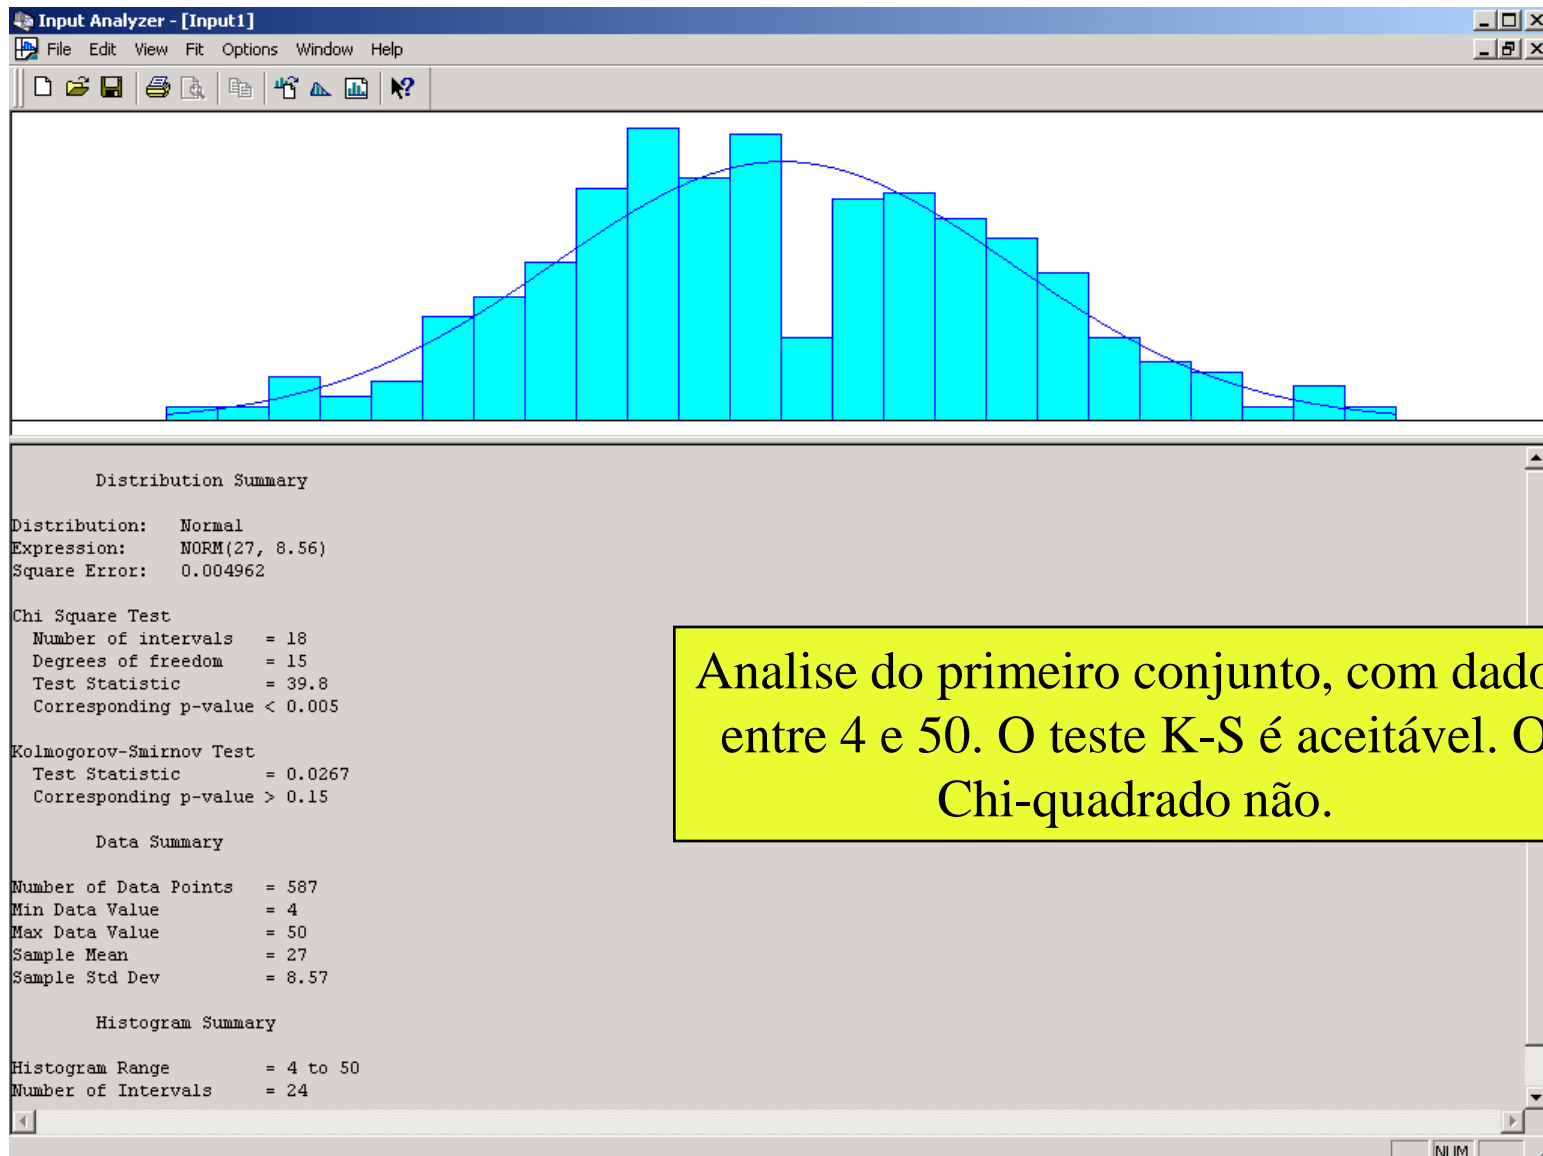 Input Analyzer - [Input1]
File Edit View Fit Options Window Help
Distribution Summary
Distribution: Normal
Expression: NORM(27, 8.56)
Square Error: 0.004962
Chi Square Test
Number of intervals = 18
Degrees of freedom = 15
Test Statistic = 39.8
Corresponding p-value < 0.005
Kolmogorov-Smirnov Test
Test Statistic = 0.0267
Corresponding p-value > 0.15
Data Summary
Number of Data Points = 587
Min Data Value = 4
Max Data Value = 50
Sample Mean = 27
Sample Std Dev = 8.57
Histogram Summary
Histogram Range = 4 to 50
Number of Intervals = 24
Analise do primeiro conjunto, com dado
entre 4 e 50. O teste K-S é aceitável. O
Chi-quadrado não.
NUM